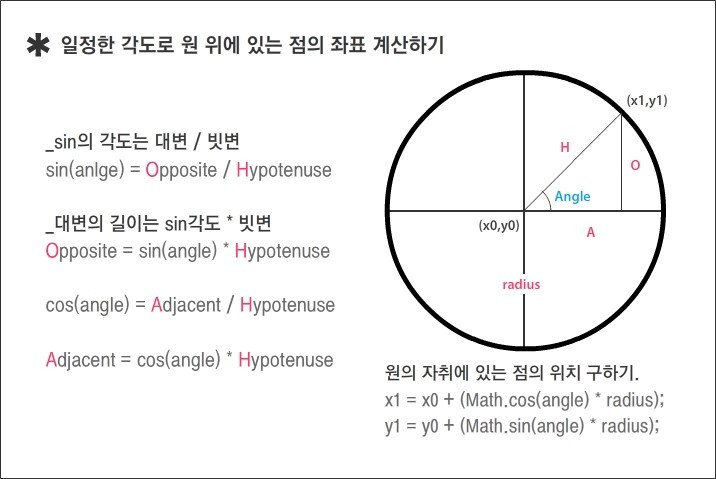 * 일정한 각도로 원 위에 있는 점의 좌표 계산하기
_sin의 각도는 대변 / 빗변
sin(anlge) = Opposite / Hypotenuse
_대변의 길이는 sin각도 * 빗변
Opposite = sin(angle) * Hypotenuse
cos(angle) = Adjacent / Hypotenuse
Adjacent = cos(angle) * Hypotenuse
(x1,y1)
H
O
Angle
(x0,y0)
A
radius
원의 자취에 있는 점의 위치 구하기.
x1 = x0 + (Math.cos(angle) * radius);
y1 = y0 + (Math.sin(angle) * radius);